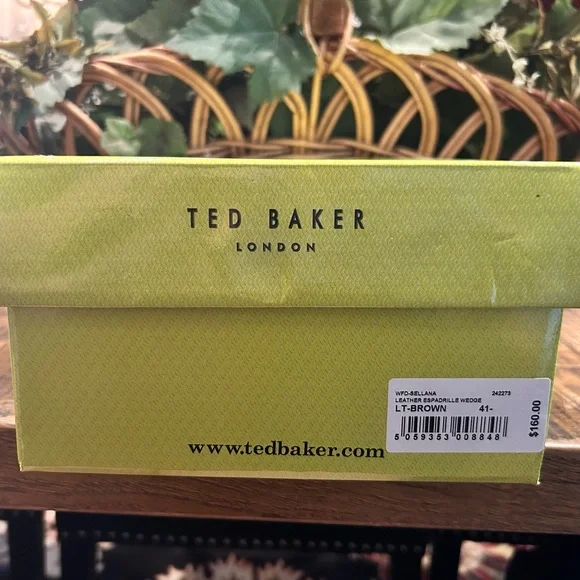 TED BAKER
LONDON
WFD-SELLANA 242273
LEATHER ESPADRILLE WEDGE
LT-BROWN 41-
5 059353 008848
$160.00
www.tedbaker.com